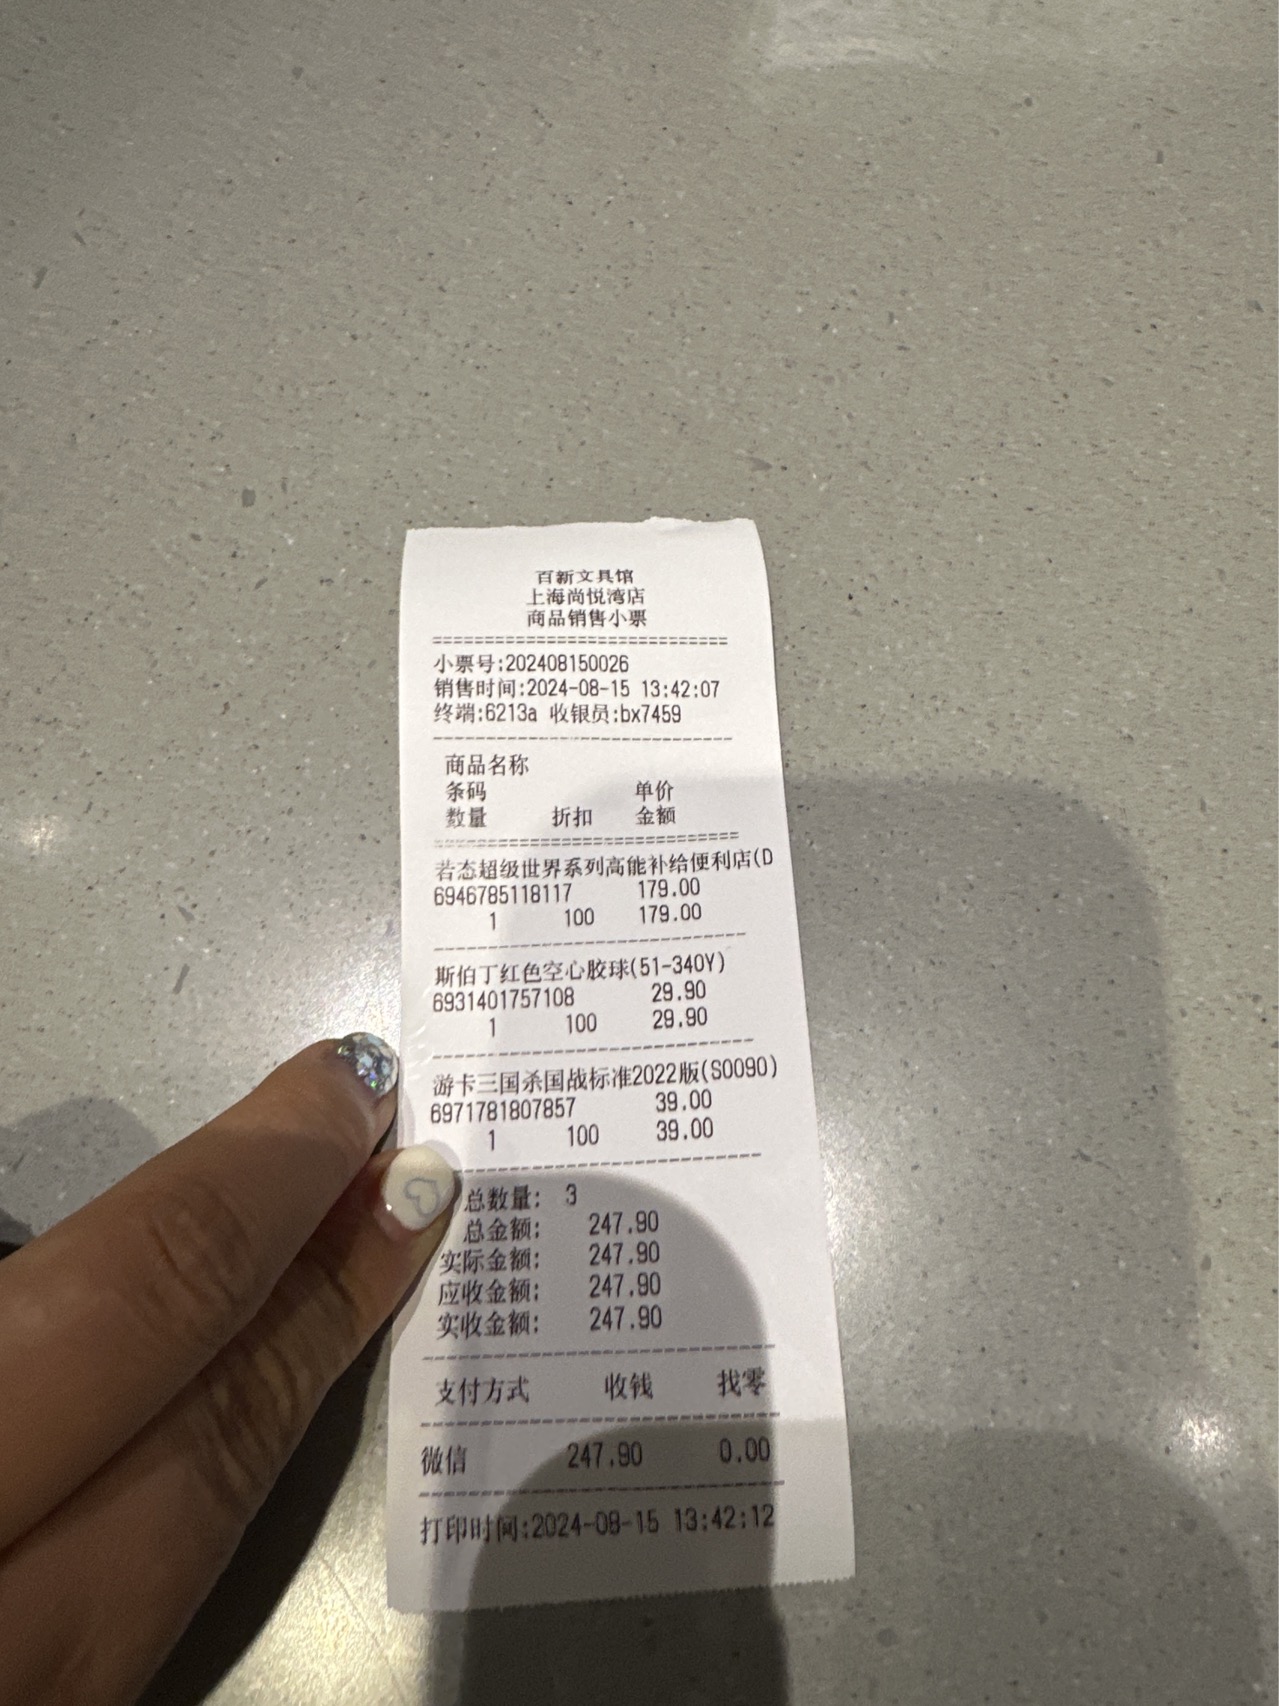 百新文具馆
上海尚悦湾店
商品销售小票
============================
小票号:202408150026
销售时间:2024-08-15 13:42:07
终端:6213a 收银员:bx7459
----------------------------
商品名称
条码 单价
数量 折扣 金额
============================
若态超级世界系列高能补给便利店(D
6946785118117 179.00
1 100 179.00
----------------------------
斯伯丁红色空心胶球(51-340Y)
6931401757108 29.90
1 100 29.90
----------------------------
游卡三国杀国战标准2022版(S0090)
6971781807857 39.00
1 100 39.00
----------------------------
总数量: 3
总金额: 247.90
实际金额: 247.90
应收金额: 247.90
实收金额: 247.90
----------------------------
支付方式 收钱 找零
----------------------------
微信 247.90 0.00
----------------------------
打印时间:2024-08-15 13:42:12